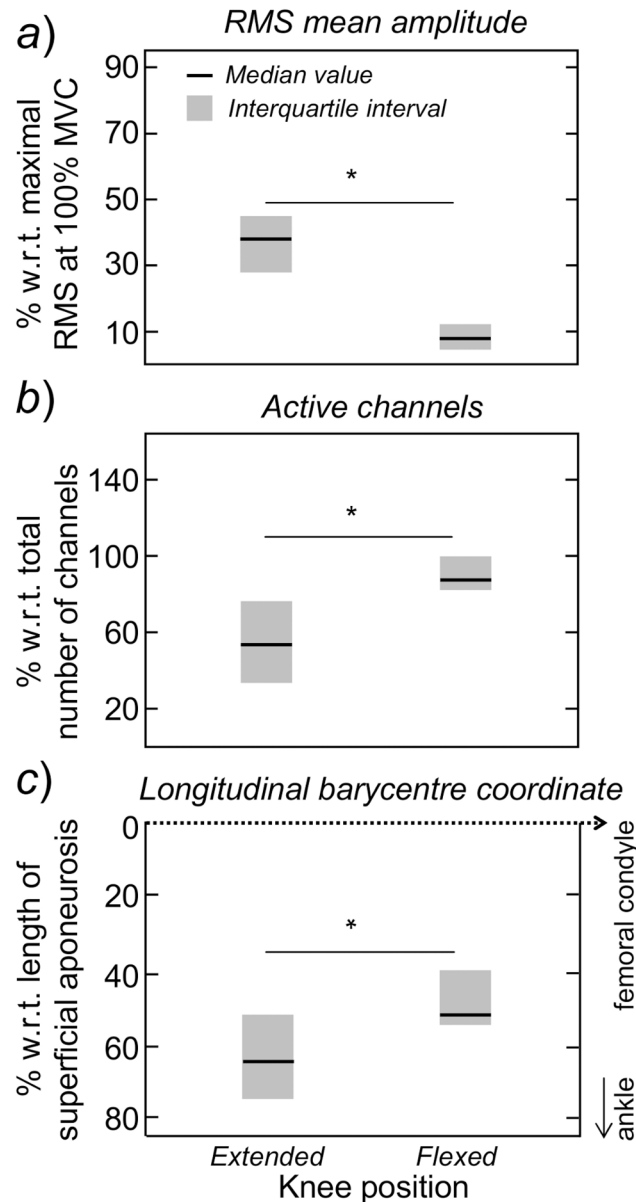 a)
RMS mean amplitude
% w.r.t. maximal
RMS at 100% MVC
90
70
50
30
10
Median value
Interquartile interval
*
b)
Active channels
% w.r.t. total
number of channels
140
100
60
20
*
c)
Longitudinal barycentre coordinate
% w.r.t. length of
superficial aponeurosis
0
20
40
60
80
*
femoral condyle
ankle
Extended
Flexed
Knee position